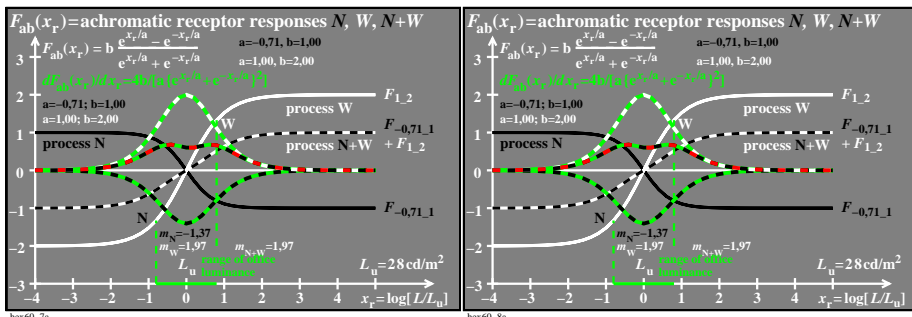 F_ab(x_r)=achromatic receptor responses N, W, N+W
F_ab(x_r)=b (e^{x_r/a} − e^{−x_r/a}) / (e^{x_r/a} + e^{−x_r/a})
a=−0,71, b=1,00
a=1,00, b=2,00
dF_ab(x_r)/dx_r=4b/[a{e^{x_r/a}+e^{−x_r/a}}^2]
a=−0,71; b=1,00
a=1,00; b=2,00
F_1_2
process W
W
F_−0,71_1
+ F_1_2
process N
process N+W
F_−0,71_1
N
m_N=−1,37
m_W=1,97
m_N+W=1,97
range of office
luminance
L_u
L_u=28cd/m^2
3
2
1
0
−1
−2
−3
−4 −3 −2 −1 0 1 2 3 4
x_r=log[L/L_u]
F_ab(x_r)=achromatic receptor responses N, W, N+W
F_ab(x_r)=b (e^{x_r/a} − e^{−x_r/a}) / (e^{x_r/a} + e^{−x_r/a})
a=−0,71, b=1,00
a=1,00, b=2,00
dF_ab(x_r)/dx_r=4b/[a{e^{x_r/a}+e^{−x_r/a}}^2]
a=−0,71; b=1,00
a=1,00; b=2,00
F_1_2
process W
W
F_−0,71_1
+ F_1_2
process N
process N+W
F_−0,71_1
N
m_N=−1,37
m_W=1,97
m_N+W=1,97
range of office
luminance
L_u
L_u=28cd/m^2
3
2
1
0
−1
−2
−3
−4 −3 −2 −1 0 1 2 3 4
x_r=log[L/L_u]